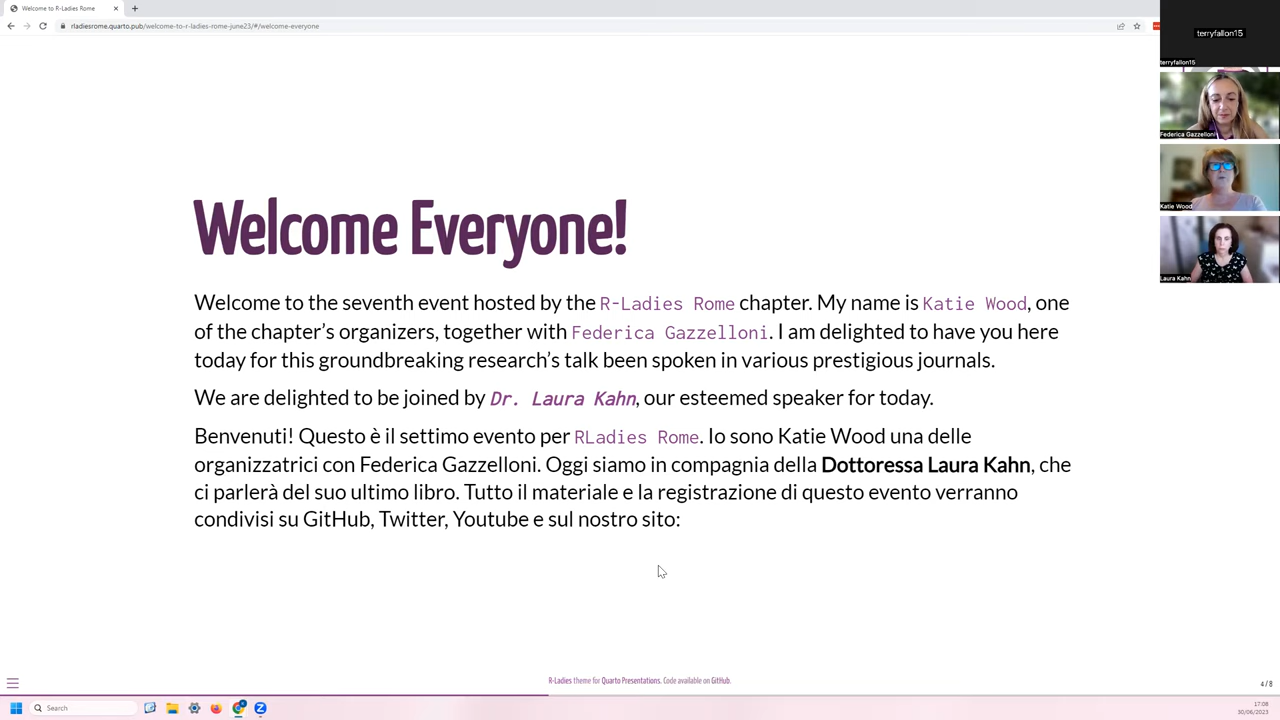 Welcome to R-Ladies Rome
rladiesrome.quarto.pub/welcome-to-r-ladies-rome-june23/#/welcome-everyone
terryfallon15
terryfallon15
Federica Gazzelloni
Katie Wood
Laura Kahn
Welcome Everyone!
Welcome to the seventh event hosted by the R-Ladies Rome chapter. My name is Katie Wood, one
of the chapter's organizers, together with Federica Gazzelloni. I am delighted to have you here
today for this groundbreaking research's talk been spoken in various prestigious journals.
We are delighted to be joined by Dr. Laura Kahn, our esteemed speaker for today.
Benvenuti! Questo è il settimo evento per RLadies Rome. Io sono Katie Wood una delle
organizzatrici con Federica Gazzelloni. Oggi siamo in compagnia della Dottoressa Laura Kahn, che
ci parlerà del suo ultimo libro. Tutto il materiale e la registrazione di questo evento verranno
condivisi su GitHub, Twitter, Youtube e sul nostro sito:
R-Ladies theme for Quarto Presentations. Code available on GitHub.
4 / 8
Search
17:08
30/06/2023